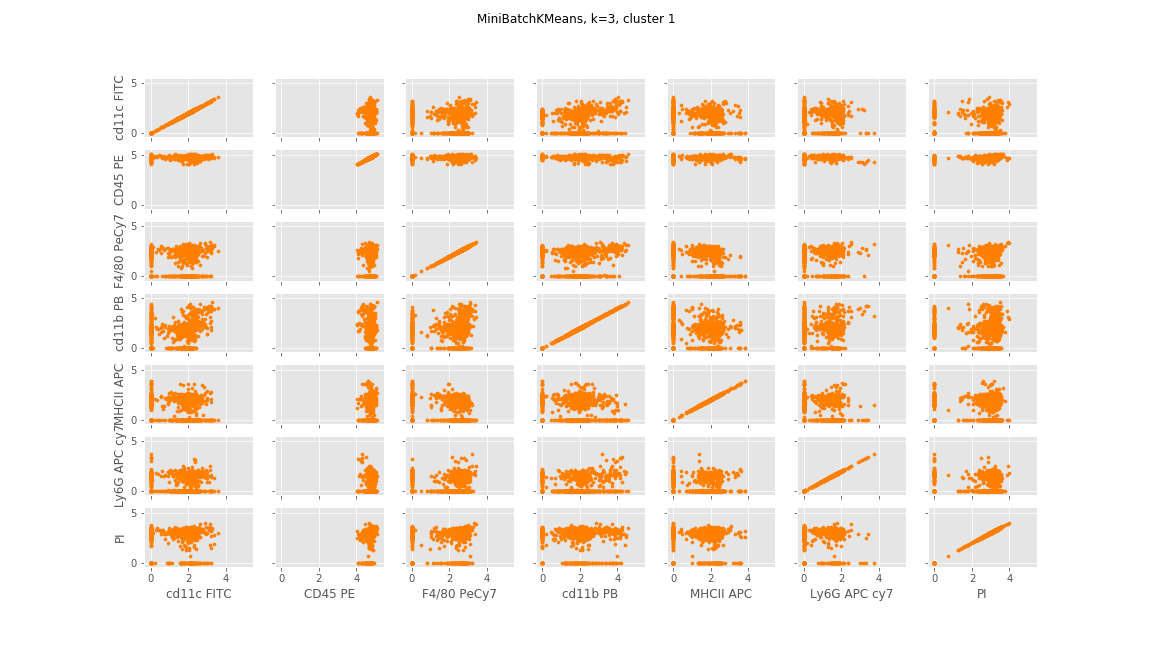 MiniBatchKMeans, k=3, cluster 1
cd11c FITC
5
0
CD45 PE
5
0
F4/80 PeCy7
5
0
cd11b PB
5
0
MHCII APC
5
0
Ly6G APC cy7
5
0
PI
5
0
0 2 4 0 2 4 0 2 4 0 2 4 0 2 4 0 2 4 0 2 4
cd11c FITC CD45 PE F4/80 PeCy7 cd11b PB MHCII APC Ly6G APC cy7 PI